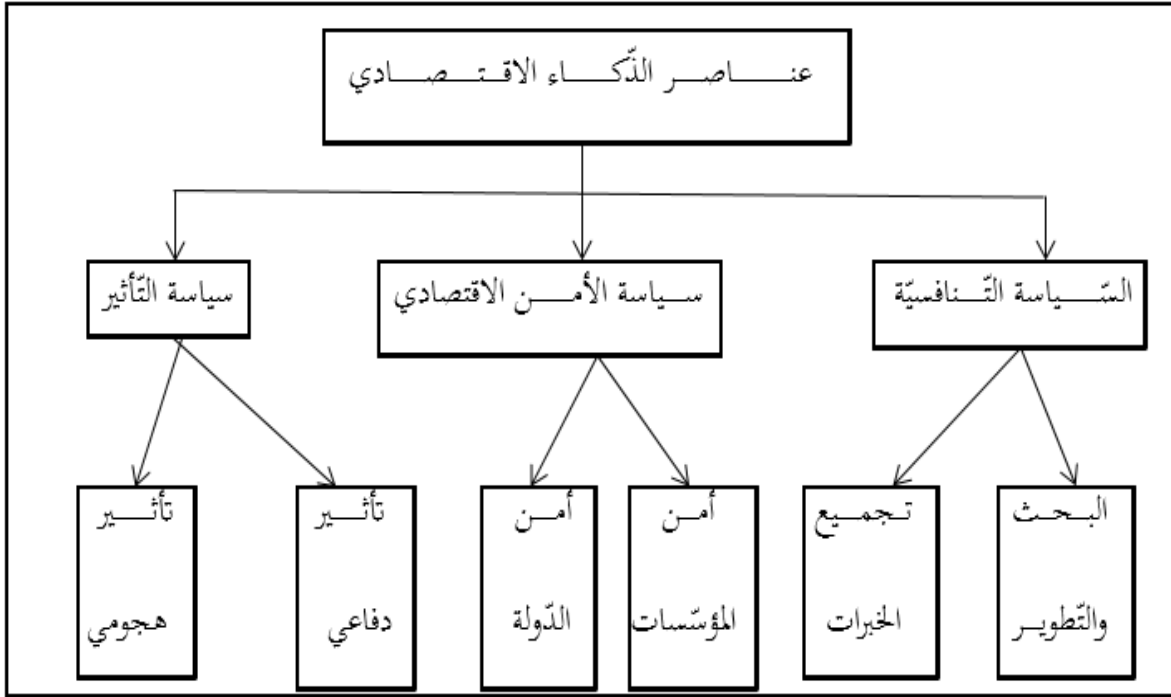 عناصر الذّكاء الاقتصادي
السّياسة التّنافسيّة
سياسة الأمن الاقتصادي
سياسة التّأثير
البحث
والتّطوير
تجميع
الخبرات
أمن
المؤسّسات
أمن
الدّولة
تأثير
دفاعي
تأثير
هجومي